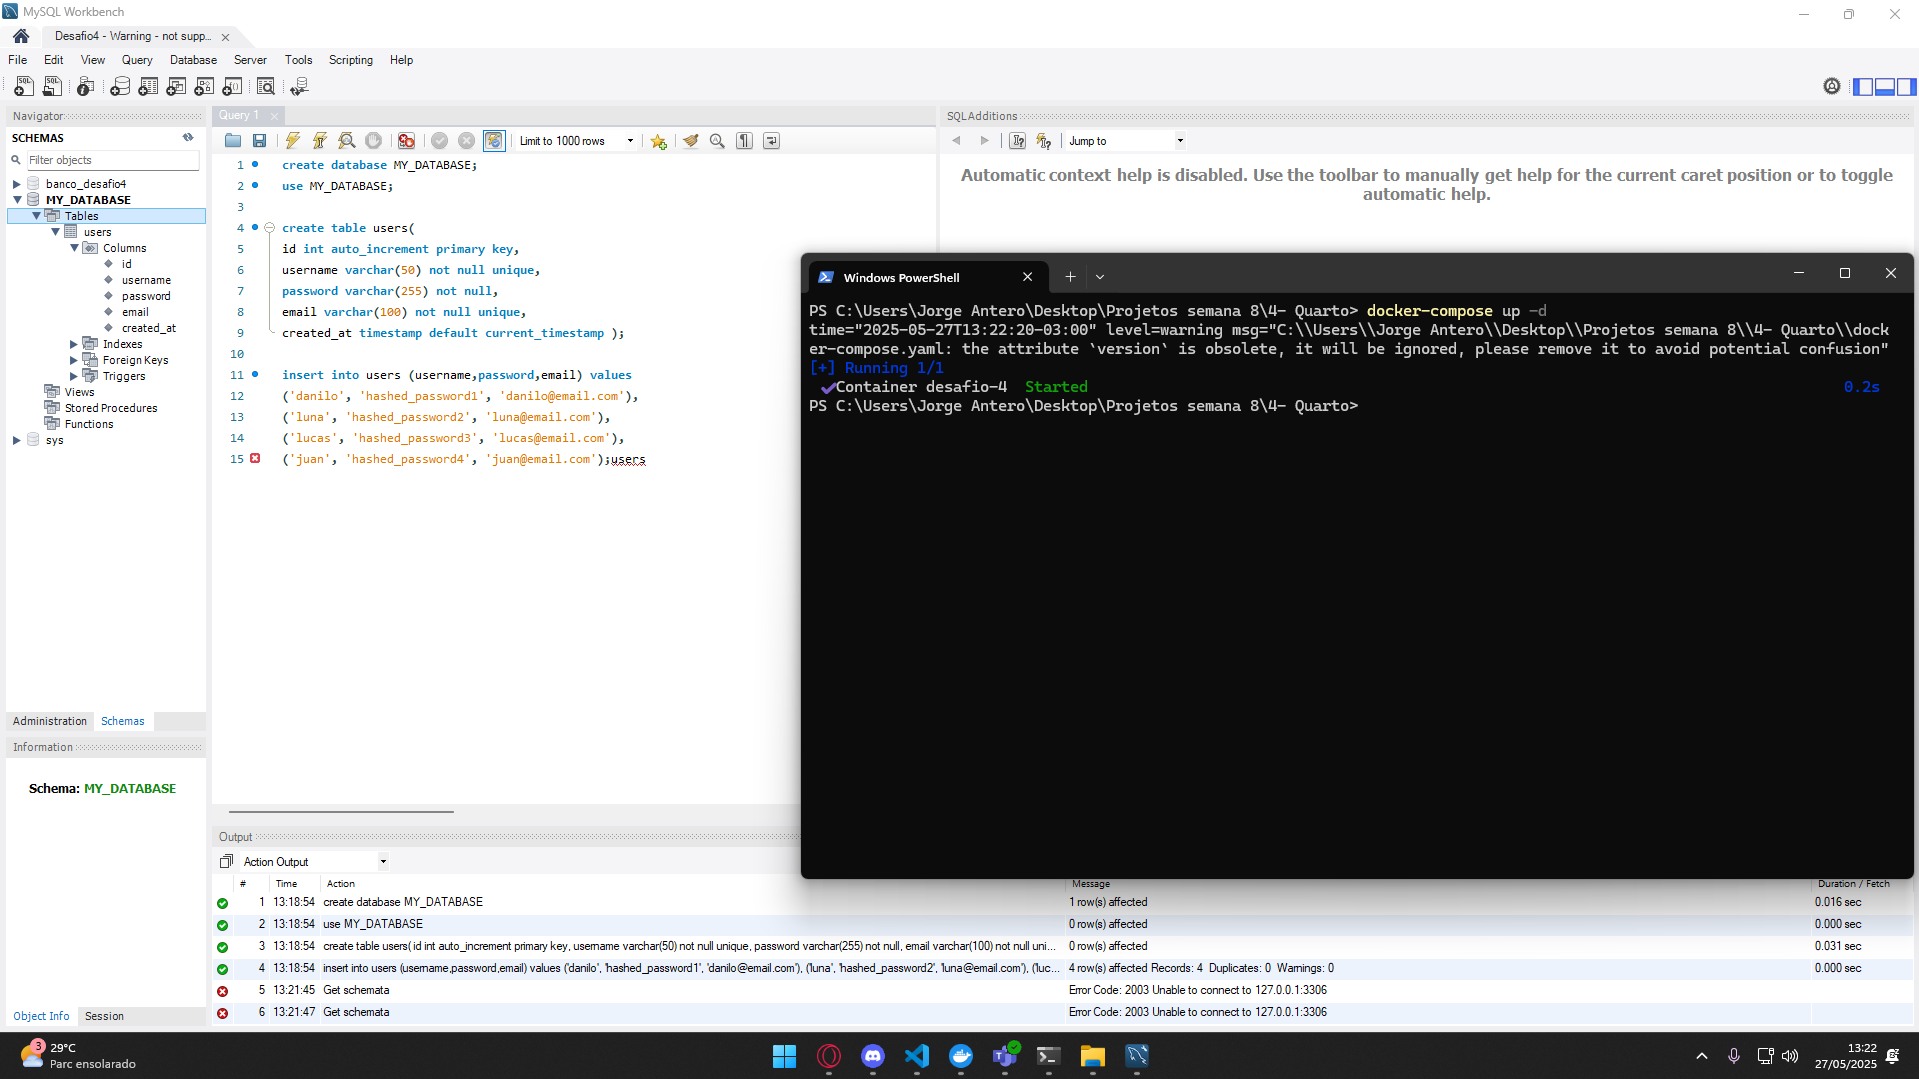 MySQL Workbench
Desafio4 - Warning - not supp...
File Edit View Query Database Server Tools Scripting Help
Navigator
SCHEMAS
Filter objects
banco_desafio4
MY_DATABASE
Tables
users
Columns
id
username
password
email
created_at
Indexes
Foreign Keys
Triggers
Views
Stored Procedures
Functions
sys
Administration Schemas
Information
Schema: MY_DATABASE
Object Info Session
Query 1
Limit to 1000 rows
1 create database MY_DATABASE;
2 use MY_DATABASE;
3
4 create table users(
5 id int auto_increment primary key,
6 username varchar(50) not null unique,
7 password varchar(255) not null,
8 email varchar(100) not null unique,
9 created_at timestamp default current_timestamp );
10
11 insert into users (username,password,email) values
12 ('danilo', 'hashed_password1', 'danilo@email.com'),
13 ('luna', 'hashed_password2', 'luna@email.com'),
14 ('lucas', 'hashed_password3', 'lucas@email.com'),
15 ('juan', 'hashed_password4', 'juan@email.com');users
SQLAdditions
Jump to
Automatic context help is disabled. Use the toolbar to manually get help for the current caret position or to toggle
automatic help.
Windows PowerShell
PS C:\Users\Jorge Antero\Desktop\Projetos semana 8\4- Quarto> docker-compose up -d
time="2025-05-27T13:22:20-03:00" level=warning msg="C:\\Users\\Jorge Antero\\Desktop\\Projetos semana 8\\4- Quarto\\dock
er-compose.yaml: the attribute `version` is obsolete, it will be ignored, please remove it to avoid potential confusion"
[+] Running 1/1
Container desafio-4 Started 0.2s
PS C:\Users\Jorge Antero\Desktop\Projetos semana 8\4- Quarto>
Output
Action Output
# Time Action Message Duration / Fetch
1 13:18:54 create database MY_DATABASE 1 row(s) affected 0.016 sec
2 13:18:54 use MY_DATABASE 0 row(s) affected 0.000 sec
3 13:18:54 create table users( id int auto_increment primary key, username varchar(50) not null unique, password varchar(255) not null, email varchar(100) not null uni... 0 row(s) affected 0.031 sec
4 13:18:54 insert into users (username,password,email) values ('danilo', 'hashed_password1', 'danilo@email.com'), ('luna', 'hashed_password2', 'luna@email.com'), ('luc... 4 row(s) affected Records: 4 Duplicates: 0 Warnings: 0 0.000 sec
5 13:21:45 Get schemata Error Code: 2003 Unable to connect to 127.0.0.1:3306
6 13:21:47 Get schemata Error Code: 2003 Unable to connect to 127.0.0.1:3306
3
29°C
Parc ensolarado
13:22
27/05/2025